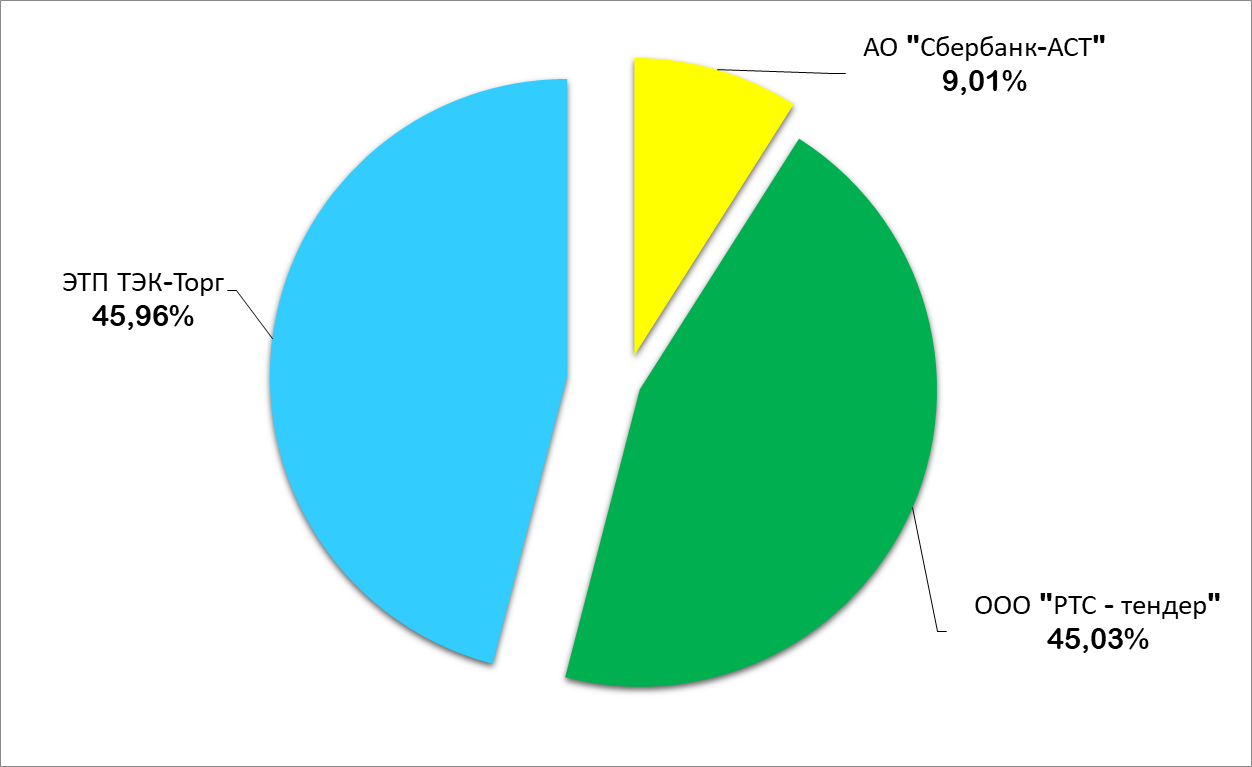 АО "Сбербанк-АСТ"
9,01%
ЭТП ТЭК-Торг
45,96%
ООО "РТС - тендер"
45,03%